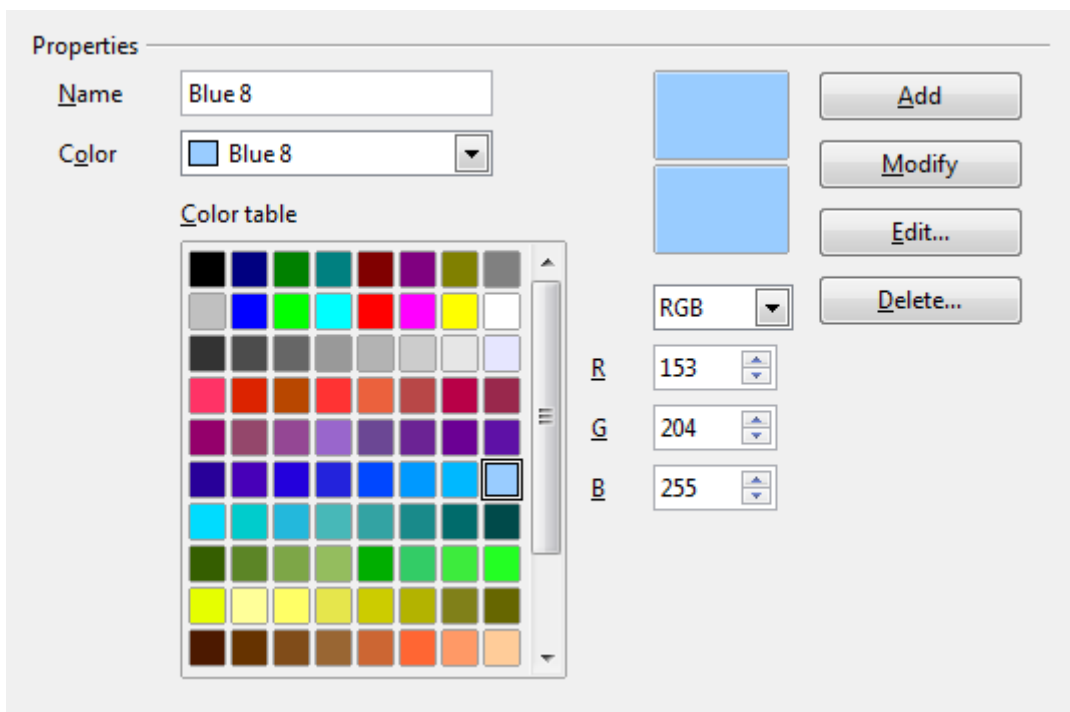 Properties
Name Blue 8 Add
Color Blue 8 Modify
Color table Edit...
RGB Delete...
R 153
G 204
B 255